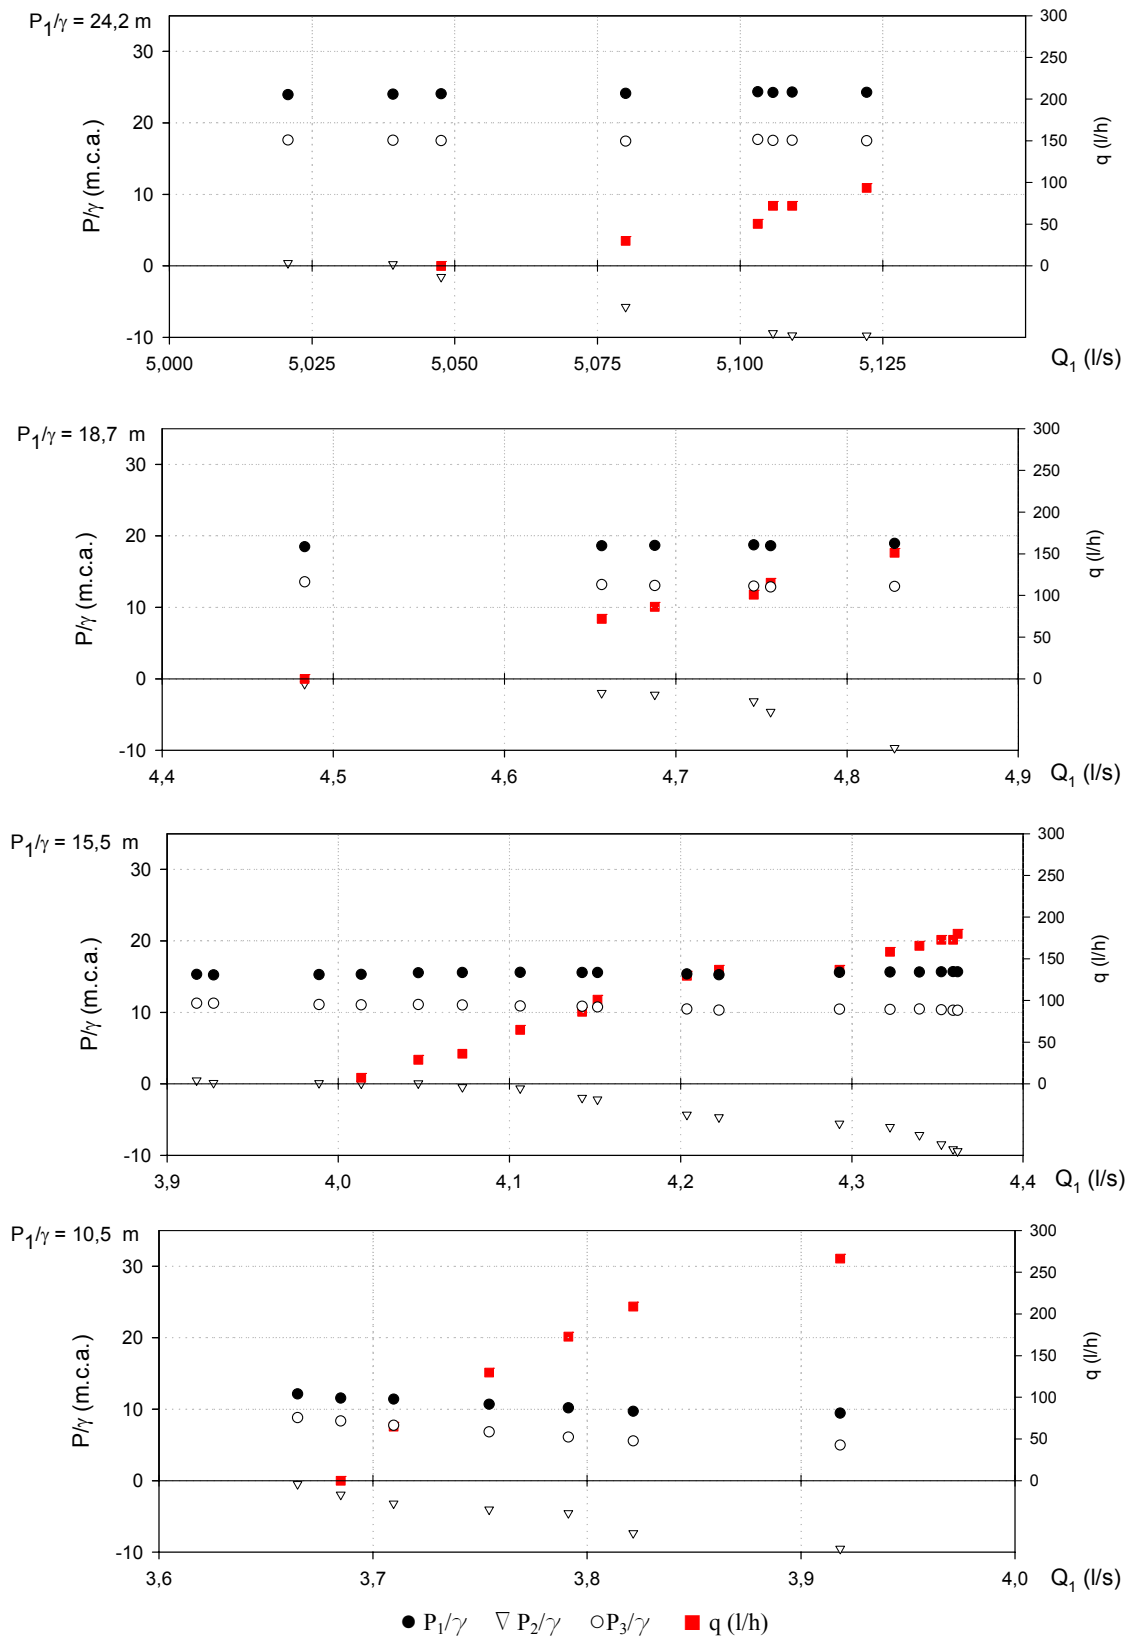 P1/γ = 24,2 m
P/γ (m.c.a.)
30
20
10
0
-10
300
250
200
150
100
50
0
q (l/h)
5,000 5,025 5,050 5,080 5,100 5,125 Q1 (l/s)
P1/γ = 18,7 m
P/γ (m.c.a.)
30
20
10
0
-10
300
250
200
150
100
50
0
q (l/h)
4,4 4,5 4,6 4,7 4,8 4,9 Q1 (l/s)
P1/γ = 15,5 m
P/γ (m.c.a.)
30
20
10
0
-10
300
250
200
150
100
50
0
q (l/h)
3,9 4,0 4,1 4,2 4,3 4,4 Q1 (l/s)
P1/γ = 10,5 m
P/γ (m.c.a.)
30
20
10
0
-10
300
250
200
150
100
50
0
q (l/h)
3,6 3,7 3,8 3,9 4,0 Q1 (l/s)
P1/γ P2/γ P3/γ q (l/h)